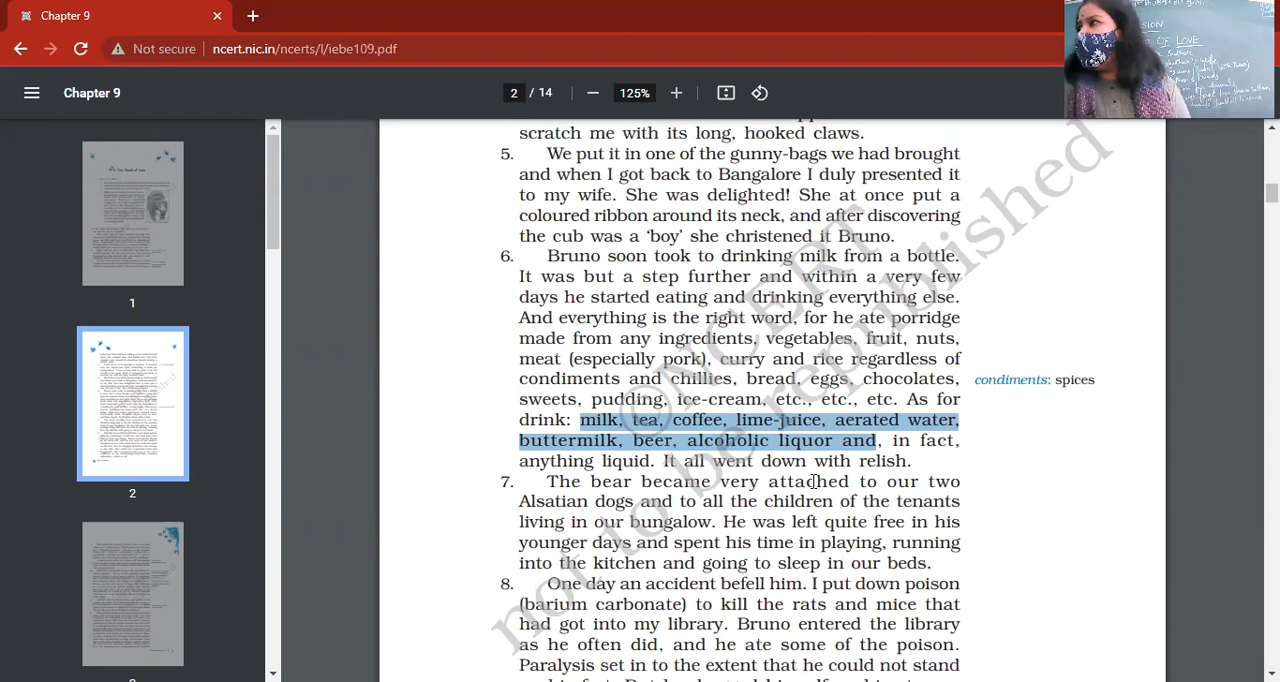 Chapter 9
Not secure
ncert.nic.in/ncerts/l/iebe109.pdf
Chapter 9
2 / 14
125%
SION
OF LOVE
1
2
scratch me with its long, hooked claws.
5. We put it in one of the gunny-bags we had brought
and when I got back to Bangalore I duly presented it
to my wife. She was delighted! She at once put a
coloured ribbon around its neck, and after discovering
the cub was a ‘boy’ she christened it Bruno.
6. Bruno soon took to drinking milk from a bottle.
It was but a step further and within a very few
days he started eating and drinking everything else.
And everything is the right word, for he ate porridge
made from any ingredients, vegetables, fruit, nuts,
meat (especially pork), curry and rice regardless of
condiments and chillies, bread, eggs, chocolates,
sweets, pudding, ice-cream, etc., etc., etc. As for
drink: milk, tea, coffee, lime-juice, aerated water,
buttermilk, beer, alcoholic liquor and, in fact,
anything liquid. It all went down with relish.
condiments: spices
7. The bear became very attached to our two
Alsatian dogs and to all the children of the tenants
living in our bungalow. He was left quite free in his
younger days and spent his time in playing, running
into the kitchen and going to sleep in our beds.
8. One day an accident befell him. I put down poison
(barium carbonate) to kill the rats and mice that
had got into my library. Bruno entered the library
as he often did, and he ate some of the poison.
Paralysis set in to the extent that he could not stand
© NCERT
not to be republished